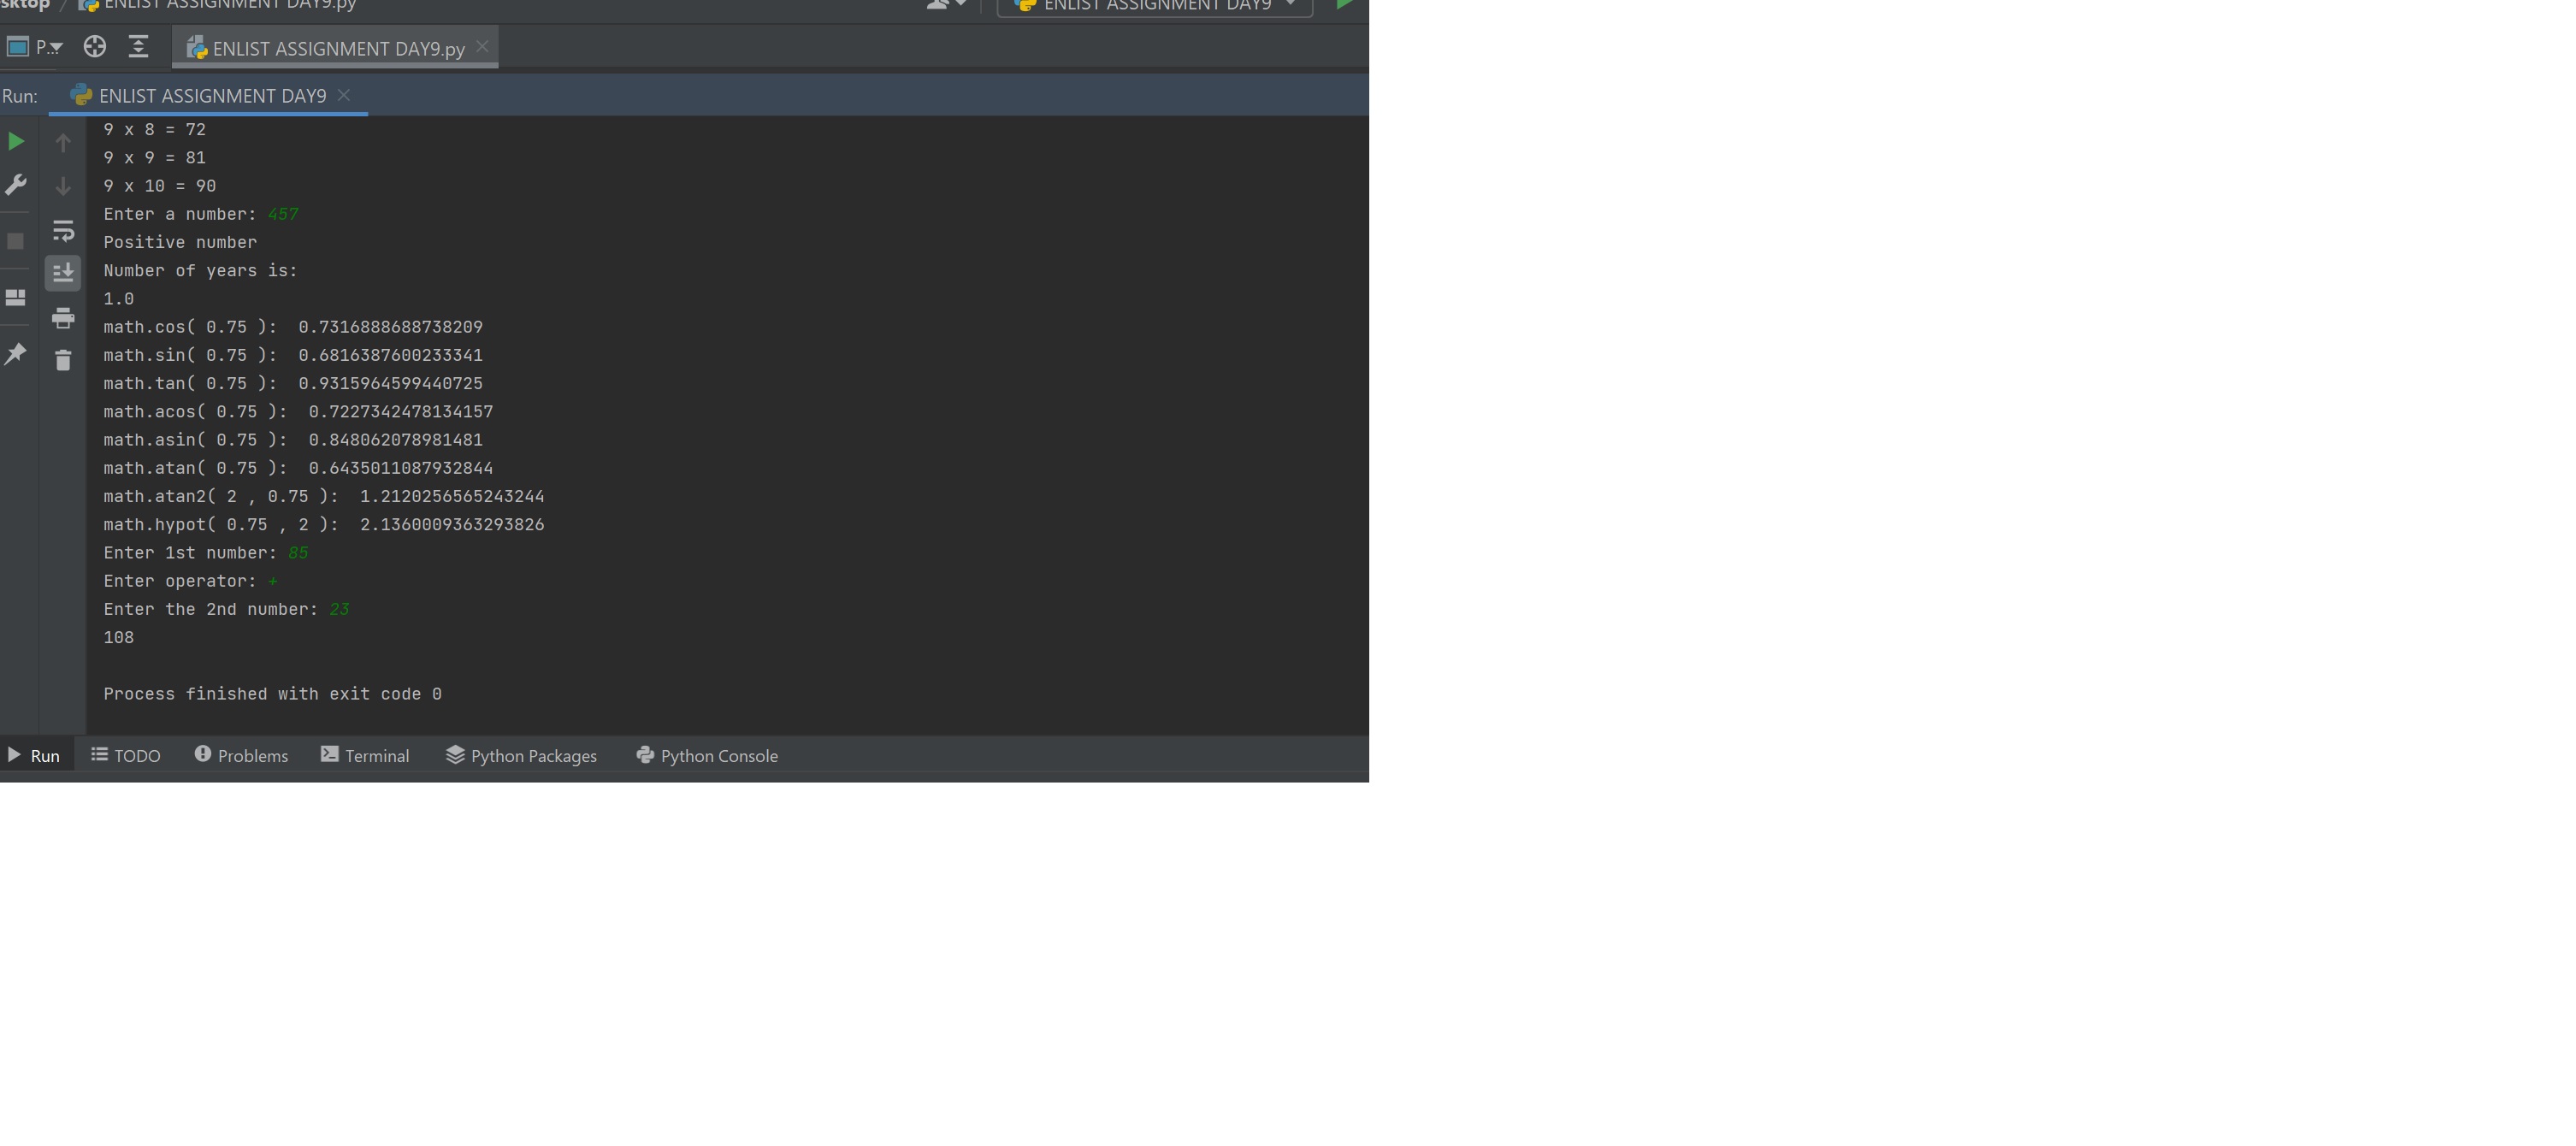 sktop / ENLIST ASSIGNMENT DAY9.py ENLIST ASSIGNMENT DAY9
P... ENLIST ASSIGNMENT DAY9.py
Run: ENLIST ASSIGNMENT DAY9
9 x 8 = 72
9 x 9 = 81
9 x 10 = 90
Enter a number: 457
Positive number
Number of years is:
1.0
math.cos( 0.75 ):  0.7316888688738209
math.sin( 0.75 ):  0.6816387600233341
math.tan( 0.75 ):  0.9315964599440725
math.acos( 0.75 ):  0.7227342478134157
math.asin( 0.75 ):  0.848062078981481
math.atan( 0.75 ):  0.6435011087932844
math.atan2( 2 , 0.75 ):  1.2120256565243244
math.hypot( 0.75 , 2 ):  2.1360009363293826
Enter 1st number: 85
Enter operator: +
Enter the 2nd number: 23
108
Process finished with exit code 0
Run TODO Problems Terminal Python Packages Python Console